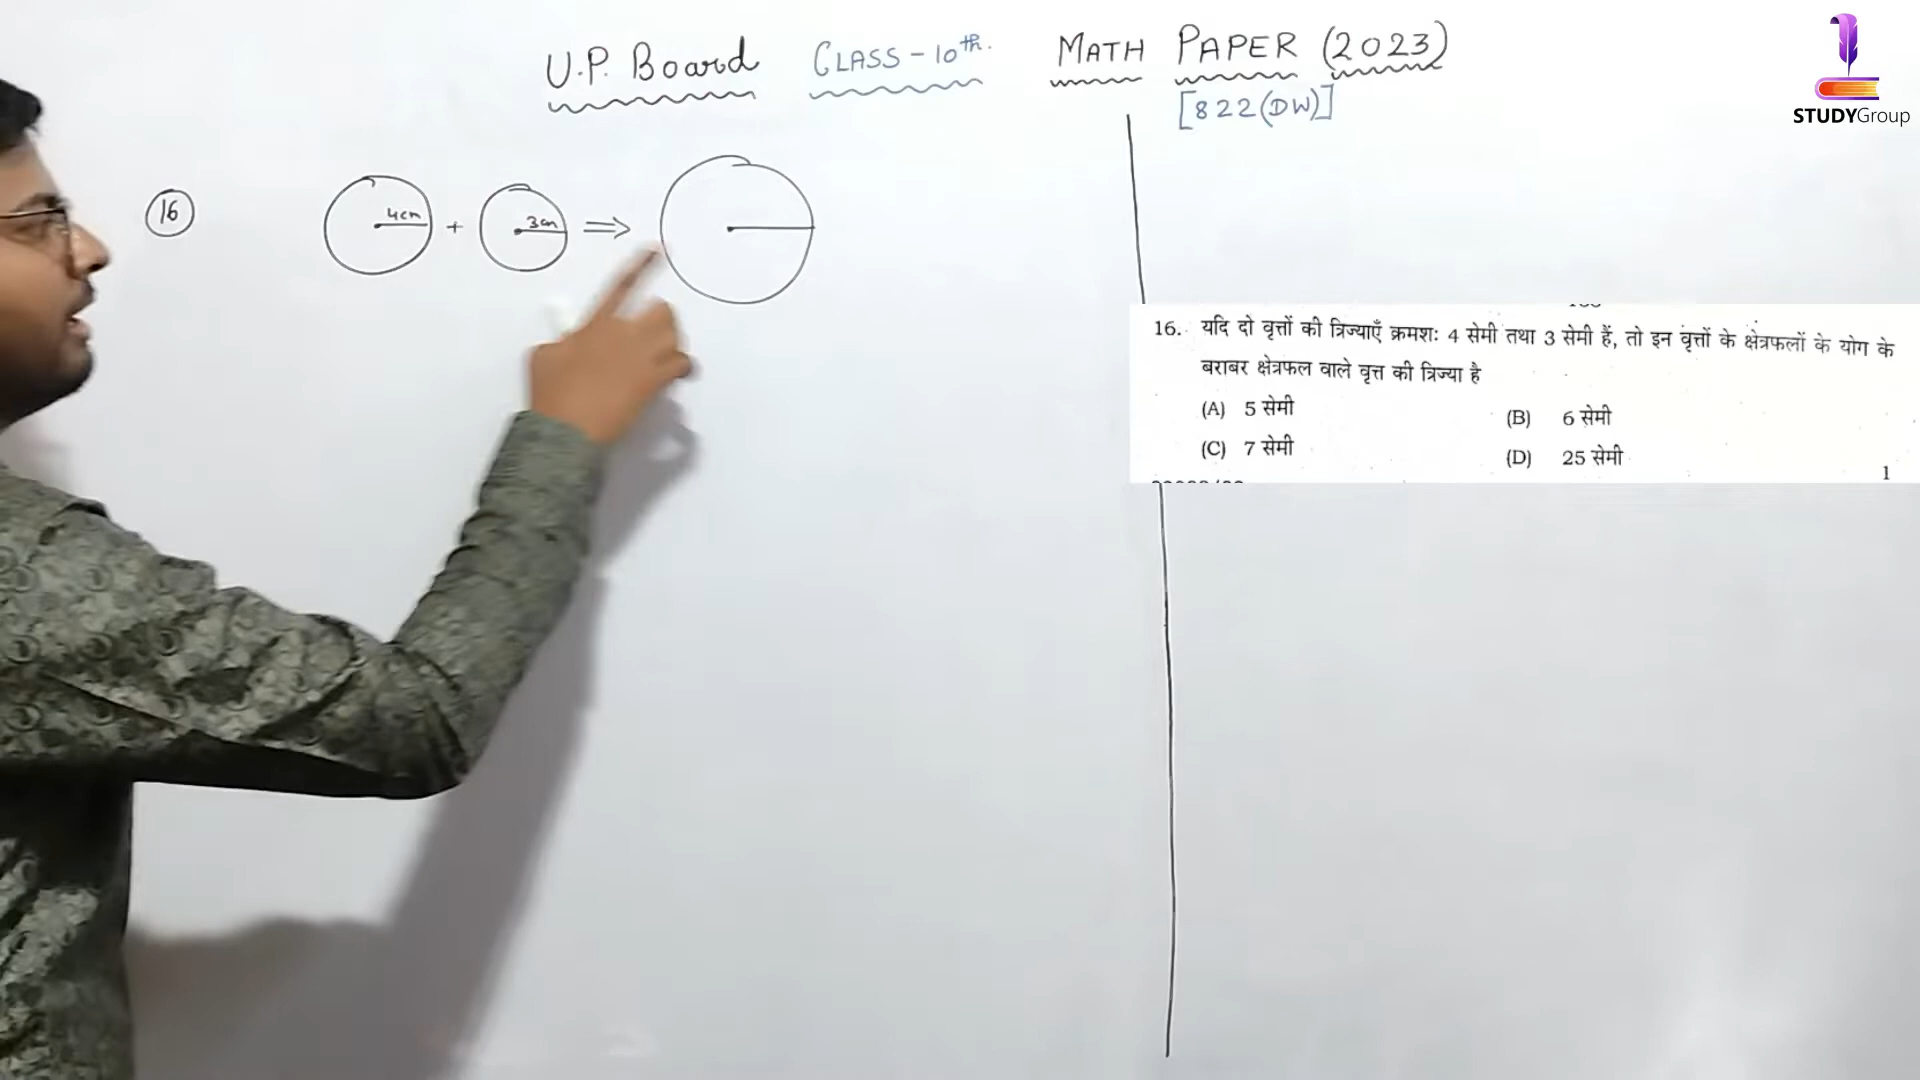 U.P. Board CLASS - 10th. MATH PAPER (2023)
[822(DW)]
STUDYGroup
16 4cm + 3cm ⇒
16. यदि दो वृत्तों की त्रिज्याएँ क्रमशः 4 सेमी तथा 3 सेमी हैं, तो इन वृत्तों के क्षेत्रफलों के योग के
बराबर क्षेत्रफल वाले वृत्त की त्रिज्या है
(A) 5 सेमी (B) 6 सेमी
(C) 7 सेमी (D) 25 सेमी
1